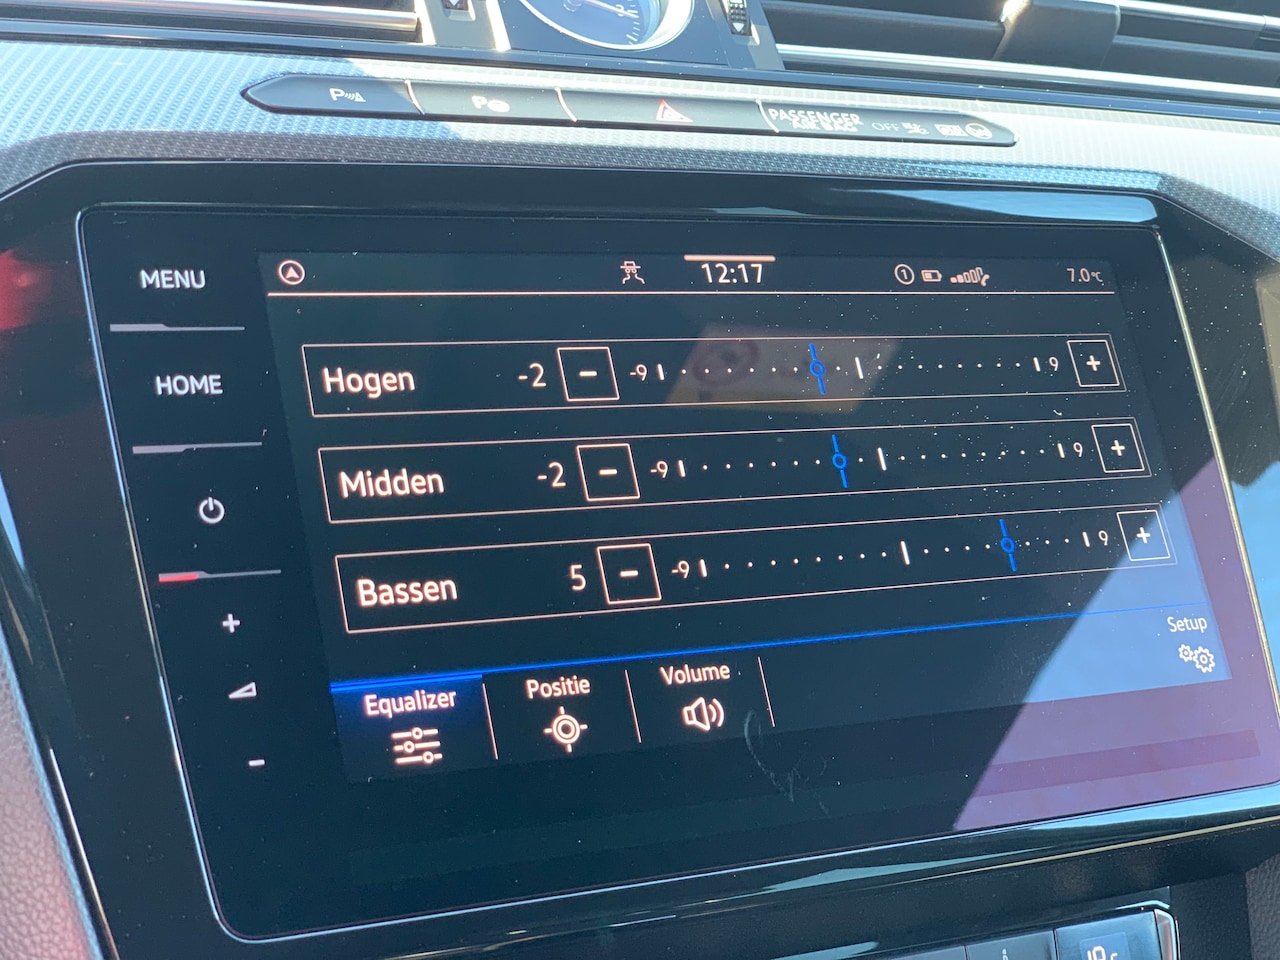 P
P
PASSENGER
AIR BAG OFF
MENU
HOME
12:17
1
7.0°C
Hogen -2 - -9 9 +
Midden -2 - -9 9 +
Bassen 5 - -9 9 +
Setup
Equalizer Positie Volume
+
-